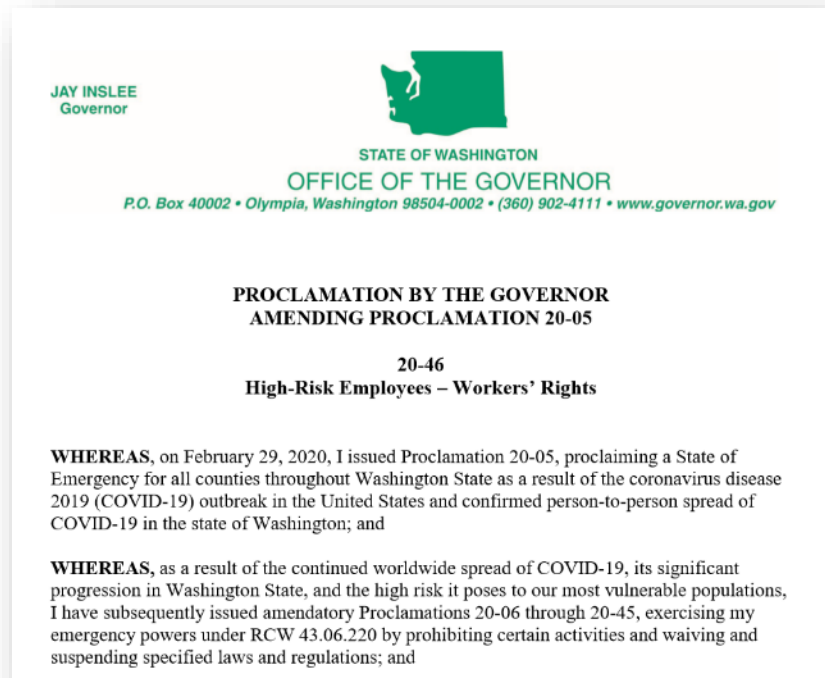 JAY INSLEE
Governor
STATE OF WASHINGTON
OFFICE OF THE GOVERNOR
P.O. Box 40002 • Olympia, Washington 98504-0002 • (360) 902-4111 • www.governor.wa.gov
PROCLAMATION BY THE GOVERNOR
AMENDING PROCLAMATION 20-05
20-46
High-Risk Employees – Workers' Rights
WHEREAS, on February 29, 2020, I issued Proclamation 20-05, proclaiming a State of
Emergency for all counties throughout Washington State as a result of the coronavirus disease
2019 (COVID-19) outbreak in the United States and confirmed person-to-person spread of
COVID-19 in the state of Washington; and
WHEREAS, as a result of the continued worldwide spread of COVID-19, its significant
progression in Washington State, and the high risk it poses to our most vulnerable populations,
I have subsequently issued amendatory Proclamations 20-06 through 20-45, exercising my
emergency powers under RCW 43.06.220 by prohibiting certain activities and waiving and
suspending specified laws and regulations; and